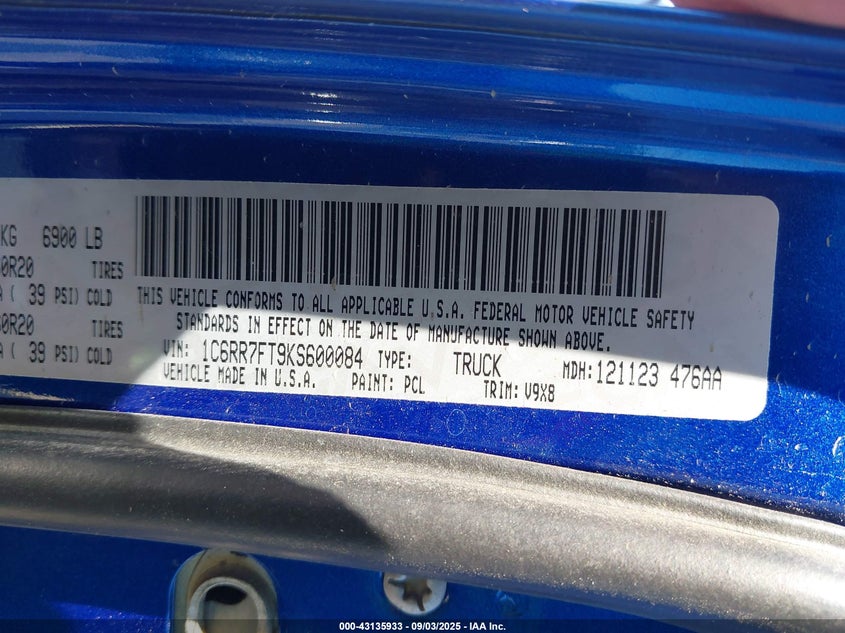 KG 6900 LB
0R20 TIRES
A ( 39 PSI) COLD
0R20 TIRES
A ( 39 PSI) COLD
THIS VEHICLE CONFORMS TO ALL APPLICABLE U.S.A. FEDERAL MOTOR VEHICLE SAFETY
STANDARDS IN EFFECT ON THE DATE OF MANUFACTURE SHOWN ABOVE.
VIN: 1C6RR7FT9KS600084 TYPE: TRUCK MDH: 121123 476AA
VEHICLE MADE IN U.S.A. PAINT: PCL TRIM: V9X8
000-43135933 - 09/03/2025 - IAA Inc.